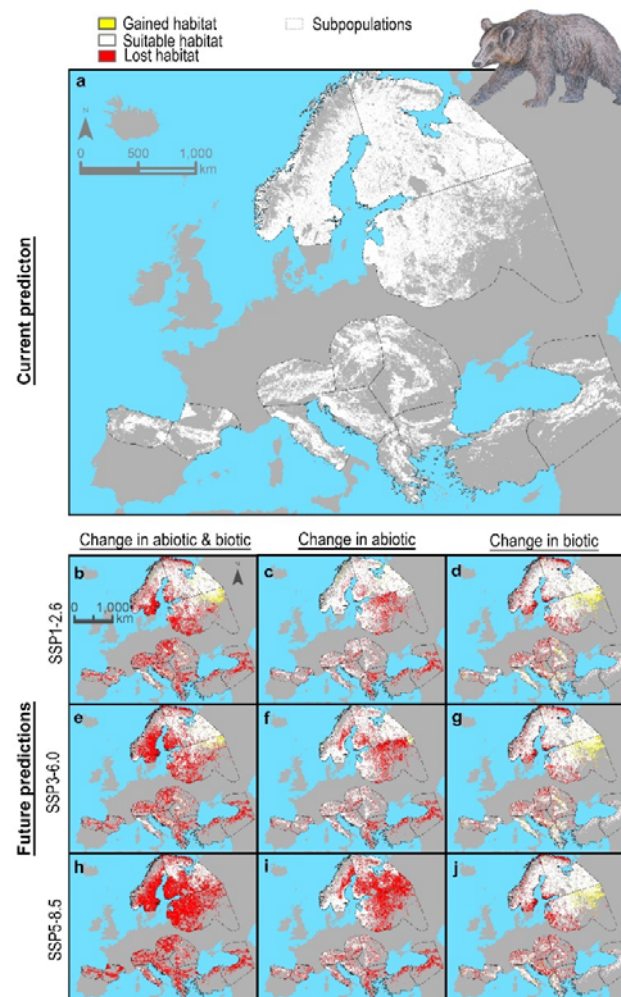 Gained habitat
Suitable habitat
Lost habitat
Subpopulations
a
N
0 500 1,000
km
Current predicton
Change in abiotic & biotic
Change in abiotic
Change in biotic
b
N
0 1,000
km
c
d
SSP1-2.6
e
f
g
SSP3-6.0
Future predictions
h
i
j
SSP5-8.5